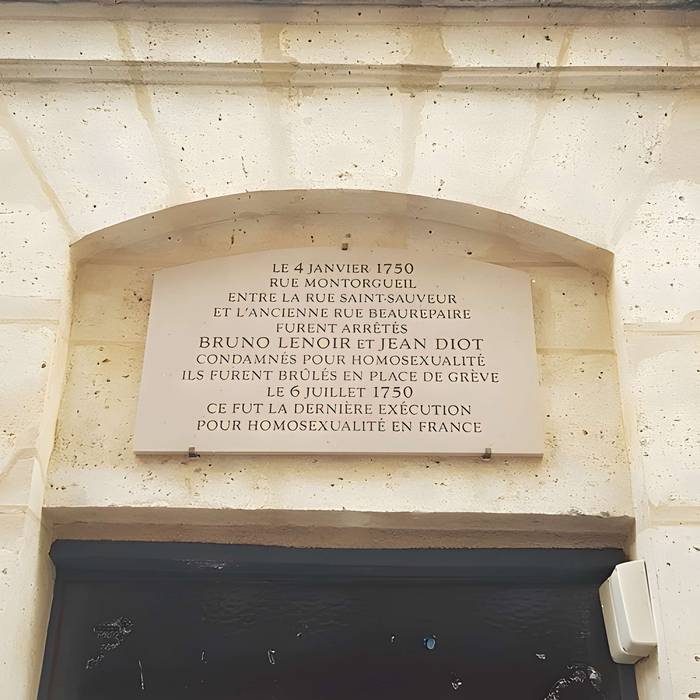 LE 4 JANVIER 1750
RUE MONTORGUEIL
ENTRE LA RUE SAINT-SAUVEUR
ET L'ANCIENNE RUE BEAUREPAIRE
FURENT ARRÊTÉS
BRUNO LENOIR ET JEAN DIOT
CONDAMNÉS POUR HOMOSEXUALITÉ
ILS FURENT BRÛLÉS EN PLACE DE GRÈVE
LE 6 JUILLET 1750
CE FUT LA DERNIÈRE EXÉCUTION
POUR HOMOSEXUALITÉ EN FRANCE